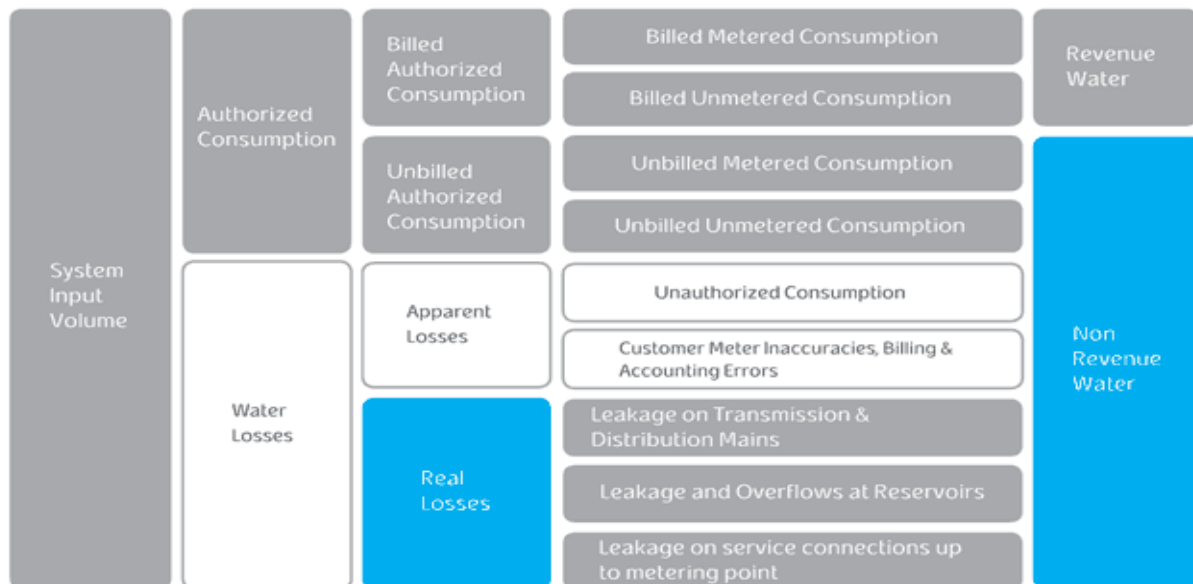 System
Input
Volume
Authorized
Consumption
Water
Losses
Billed
Authorized
Consumption
Unbilled
Authorized
Consumption
Apparent
Losses
Real
Losses
Billed Metered Consumption
Billed Unmetered Consumption
Unbilled Metered Consumption
Unbilled Unmetered Consumption
Unauthorized Consumption
Customer Meter Inaccuracies, Billing &
Accounting Errors
Leakage on Transmission &
Distribution Mains
Leakage and Overflows at Reservoirs
Leakage on service connections up
to metering point
Revenue
Water
Non
Revenue
Water